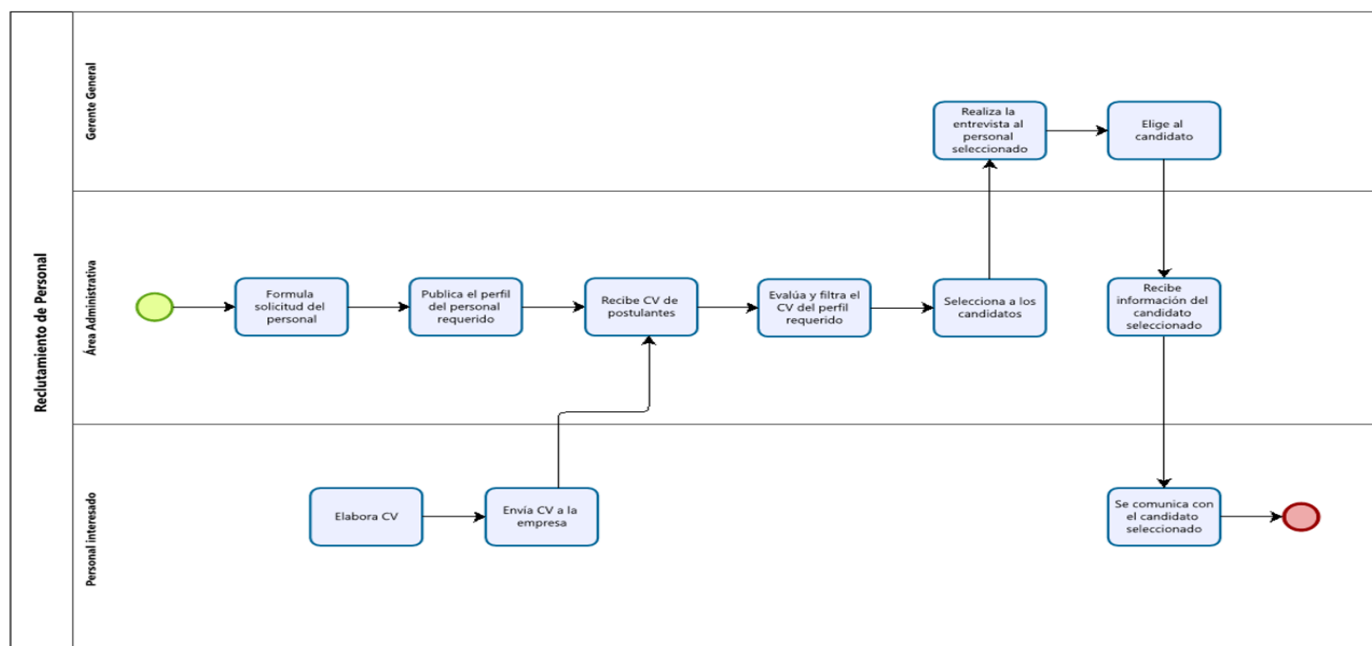 Reclutamiento de Personal
Gerente General
Realiza la
entrevista al
personal
seleccionado
Elige al
candidato
Área Administrativa
Formula
solicitud del
personal
Publica el perfil
del personal
requerido
Recibe CV de
postulantes
Evalúa y filtra el
CV del perfil
requerido
Selecciona a los
candidatos
Recibe
información del
candidato
seleccionado
Personal interesado
Elabora CV
Envía CV a la
empresa
Se comunica con
el candidato
seleccionado